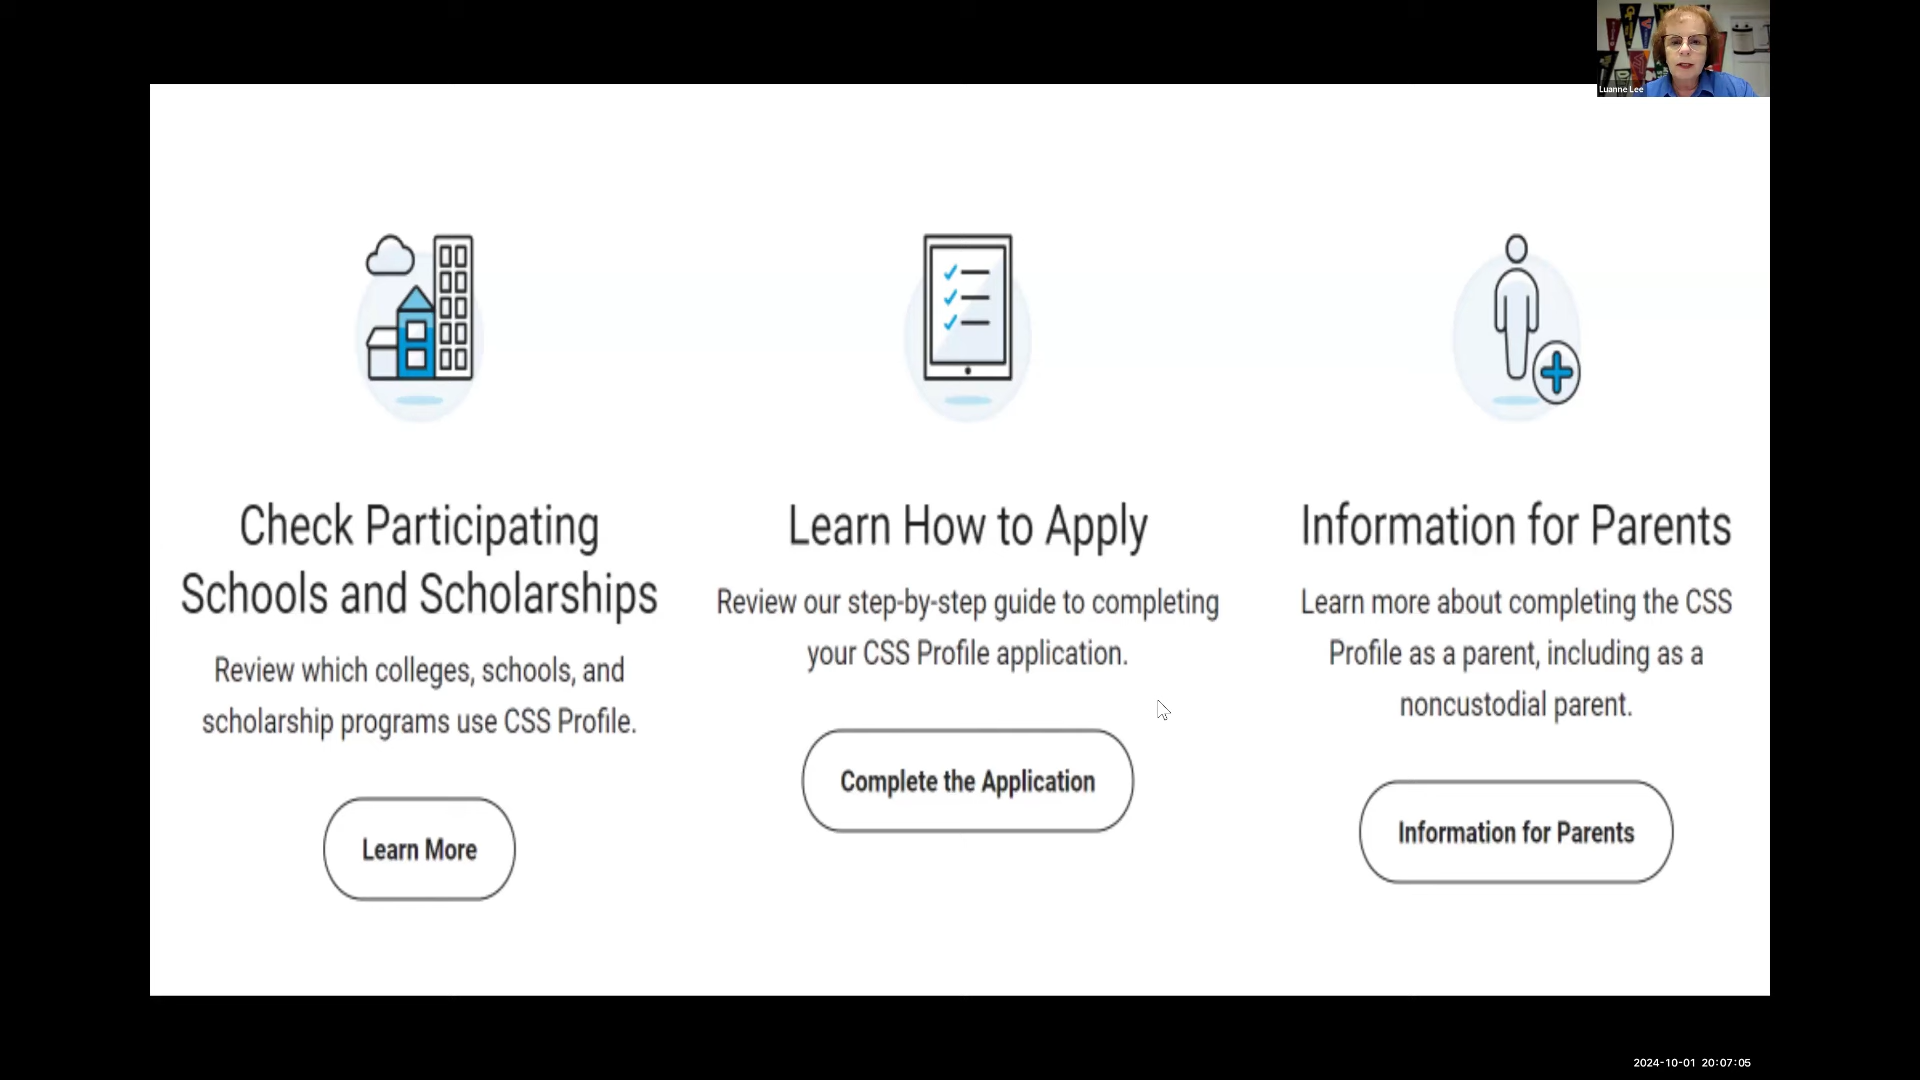 Luanne Lee
Check Participating
Schools and Scholarships
Review which colleges, schools, and
scholarship programs use CSS Profile.
Learn More
Learn How to Apply
Review our step-by-step guide to completing
your CSS Profile application.
Complete the Application
Information for Parents
Learn more about completing the CSS
Profile as a parent, including as a
noncustodial parent.
Information for Parents
2024-10-01 20:07:05